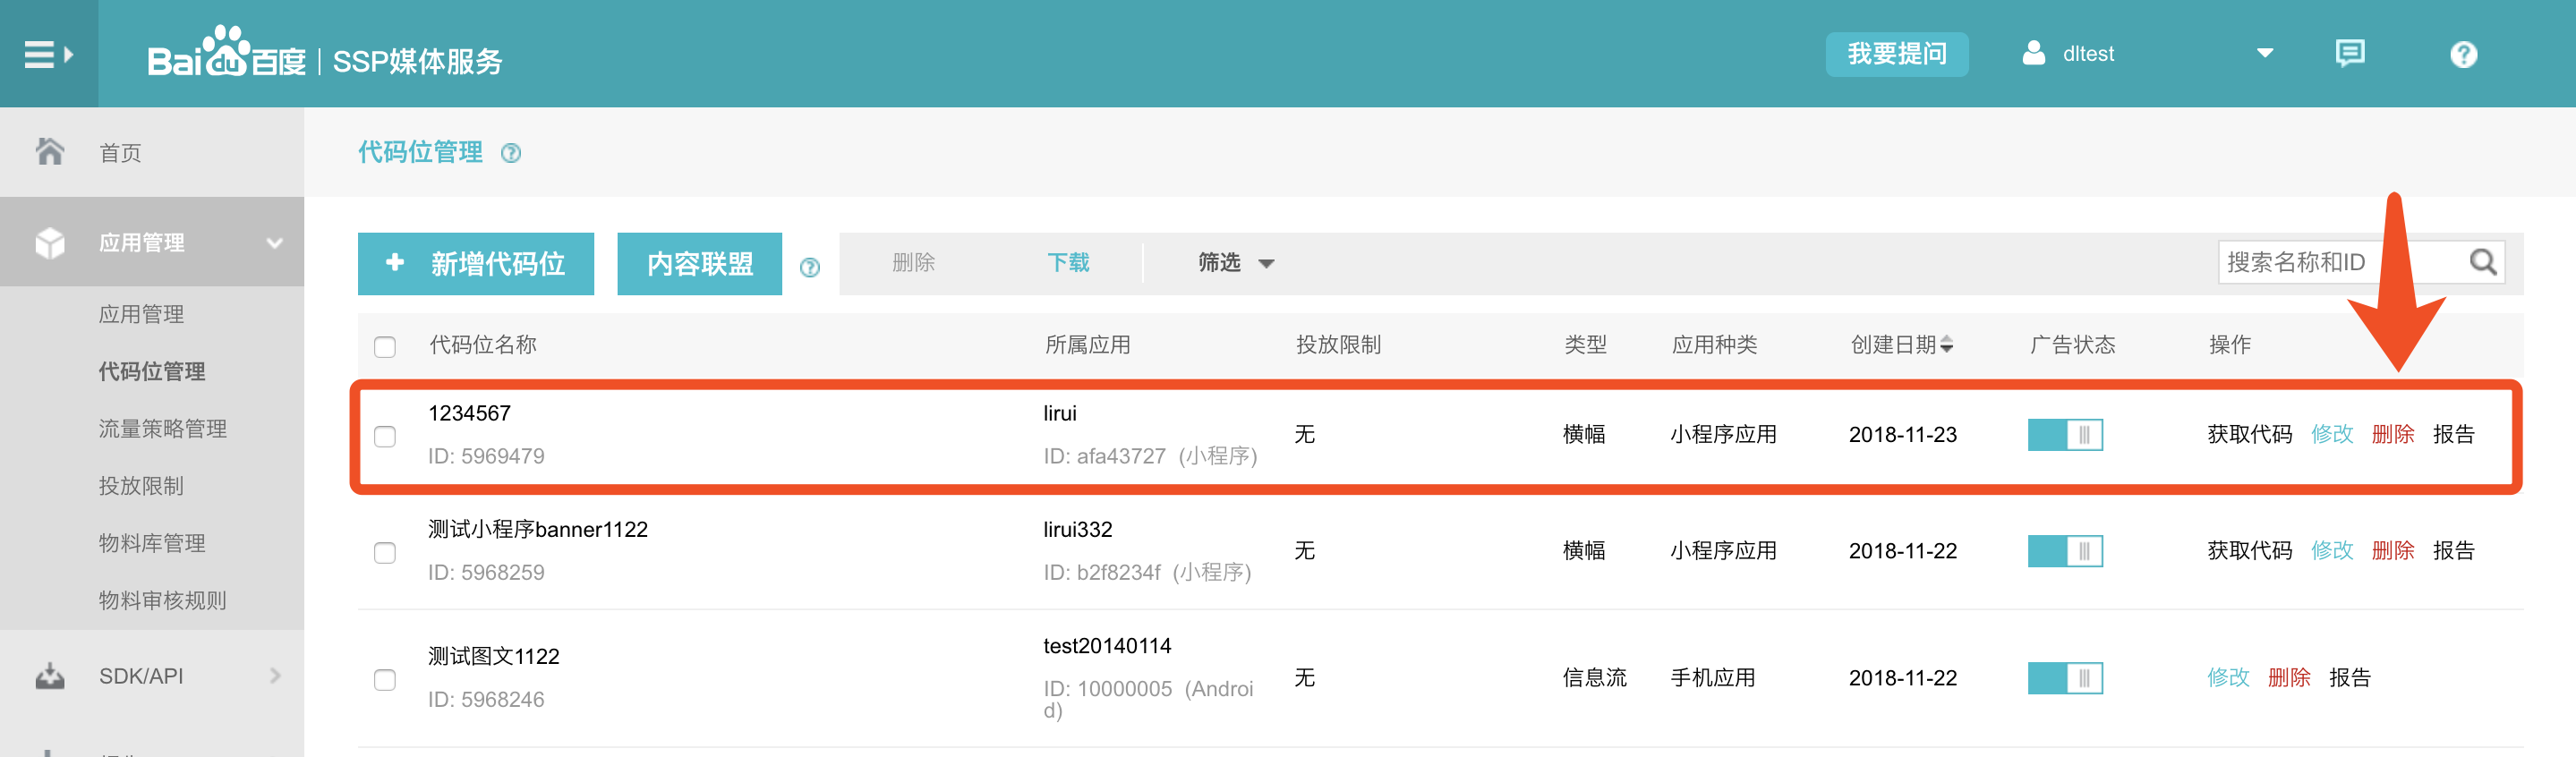 Baidu百度 | SSP媒体服务
我要提问
dltest
首页
应用管理
应用管理
代码位管理
流量策略管理
投放限制
物料库管理
物料审核规则
SDK/API
代码位管理
新增代码位
内容联盟
删除
下载
筛选
搜索名称和ID
代码位名称 所属应用 投放限制 类型 应用种类 创建日期 广告状态 操作
1234567 lirui
无 横幅 小程序应用 2018-11-23 获取代码 修改 删除 报告
ID: 5969479 ID: afa43727 (小程序)
测试小程序banner1122 lirui332
无 横幅 小程序应用 2018-11-22 获取代码 修改 删除 报告
ID: 5968259 ID: b2f8234f (小程序)
测试图文1122 test20140114
无 信息流 手机应用 2018-11-22 修改 删除 报告
ID: 5968246 ID: 10000005 (Androi
d)